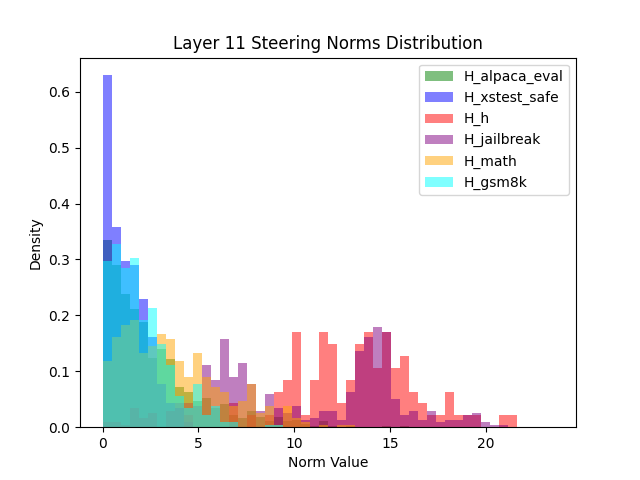 Layer 11 Steering Norms Distribution
H_alpaca_eval
H_xstest_safe
H_h
H_jailbreak
H_math
H_gsm8k
Density
0.6
0.5
0.4
0.3
0.2
0.1
0.0
0
5
10
15
20
Norm Value